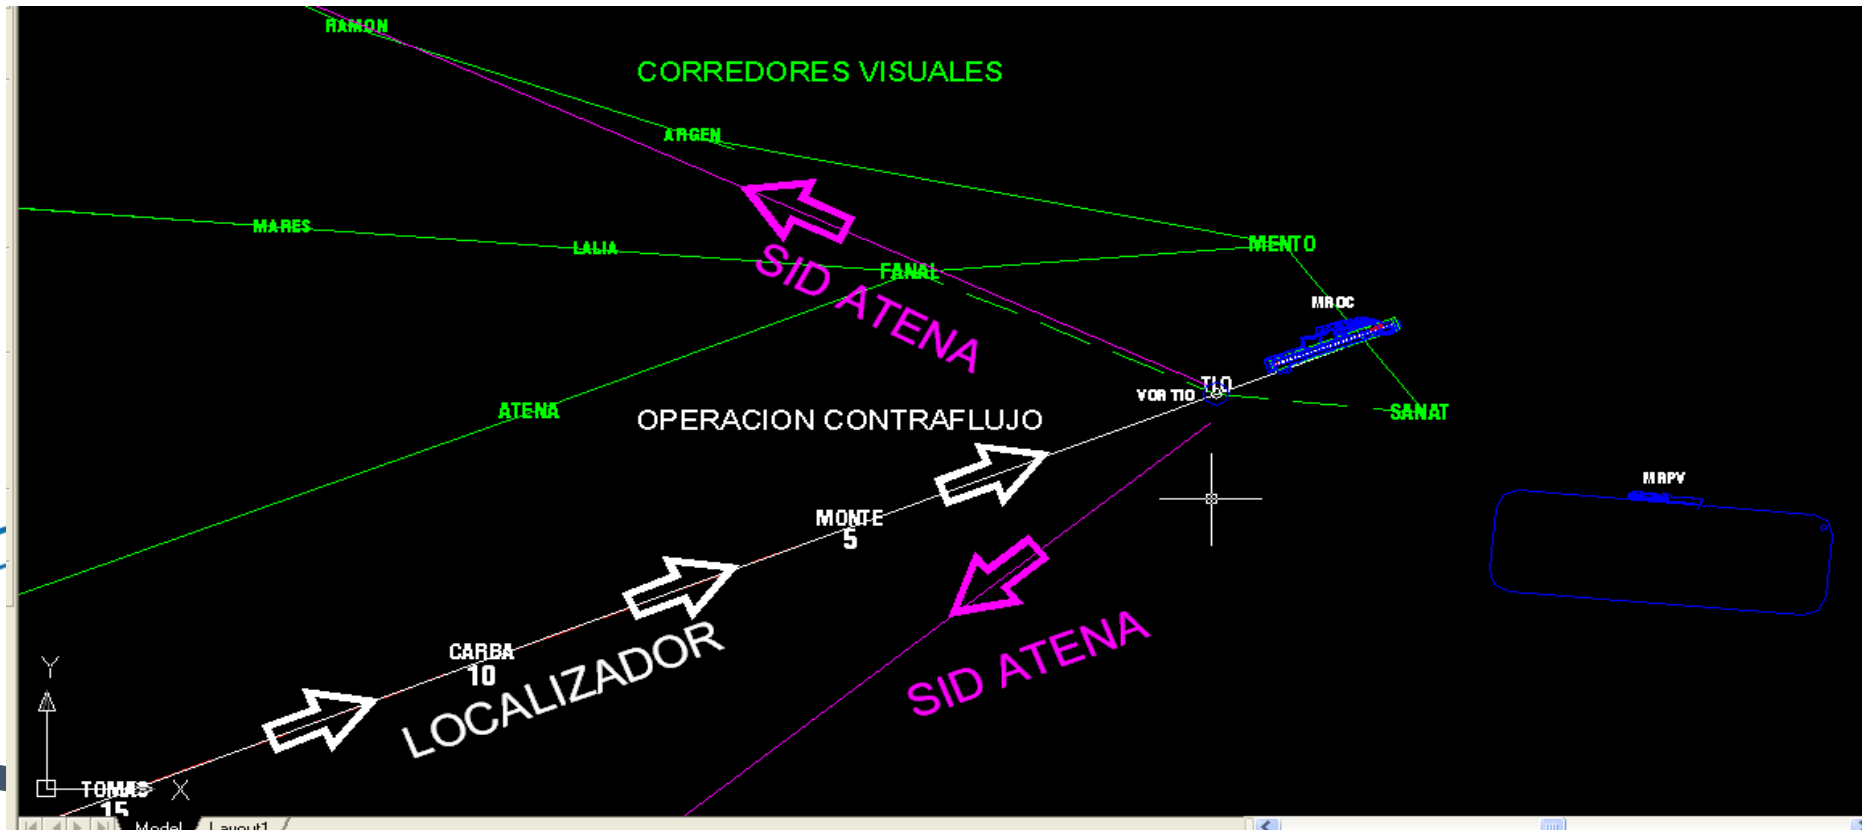 RAMON
CORREDORES VISUALES
ARGEN
MARES
LALIA
FANAL
MENTO
SID ATENA
MROC
ATENA
OPERACION CONTRAFLUJO
VOR TIO
TIO
SANAT
MRPV
MONTE
5
CARBA
10
LOCALIZADOR
SID ATENA
Y
X
TOMAS
15
Model
Layout1